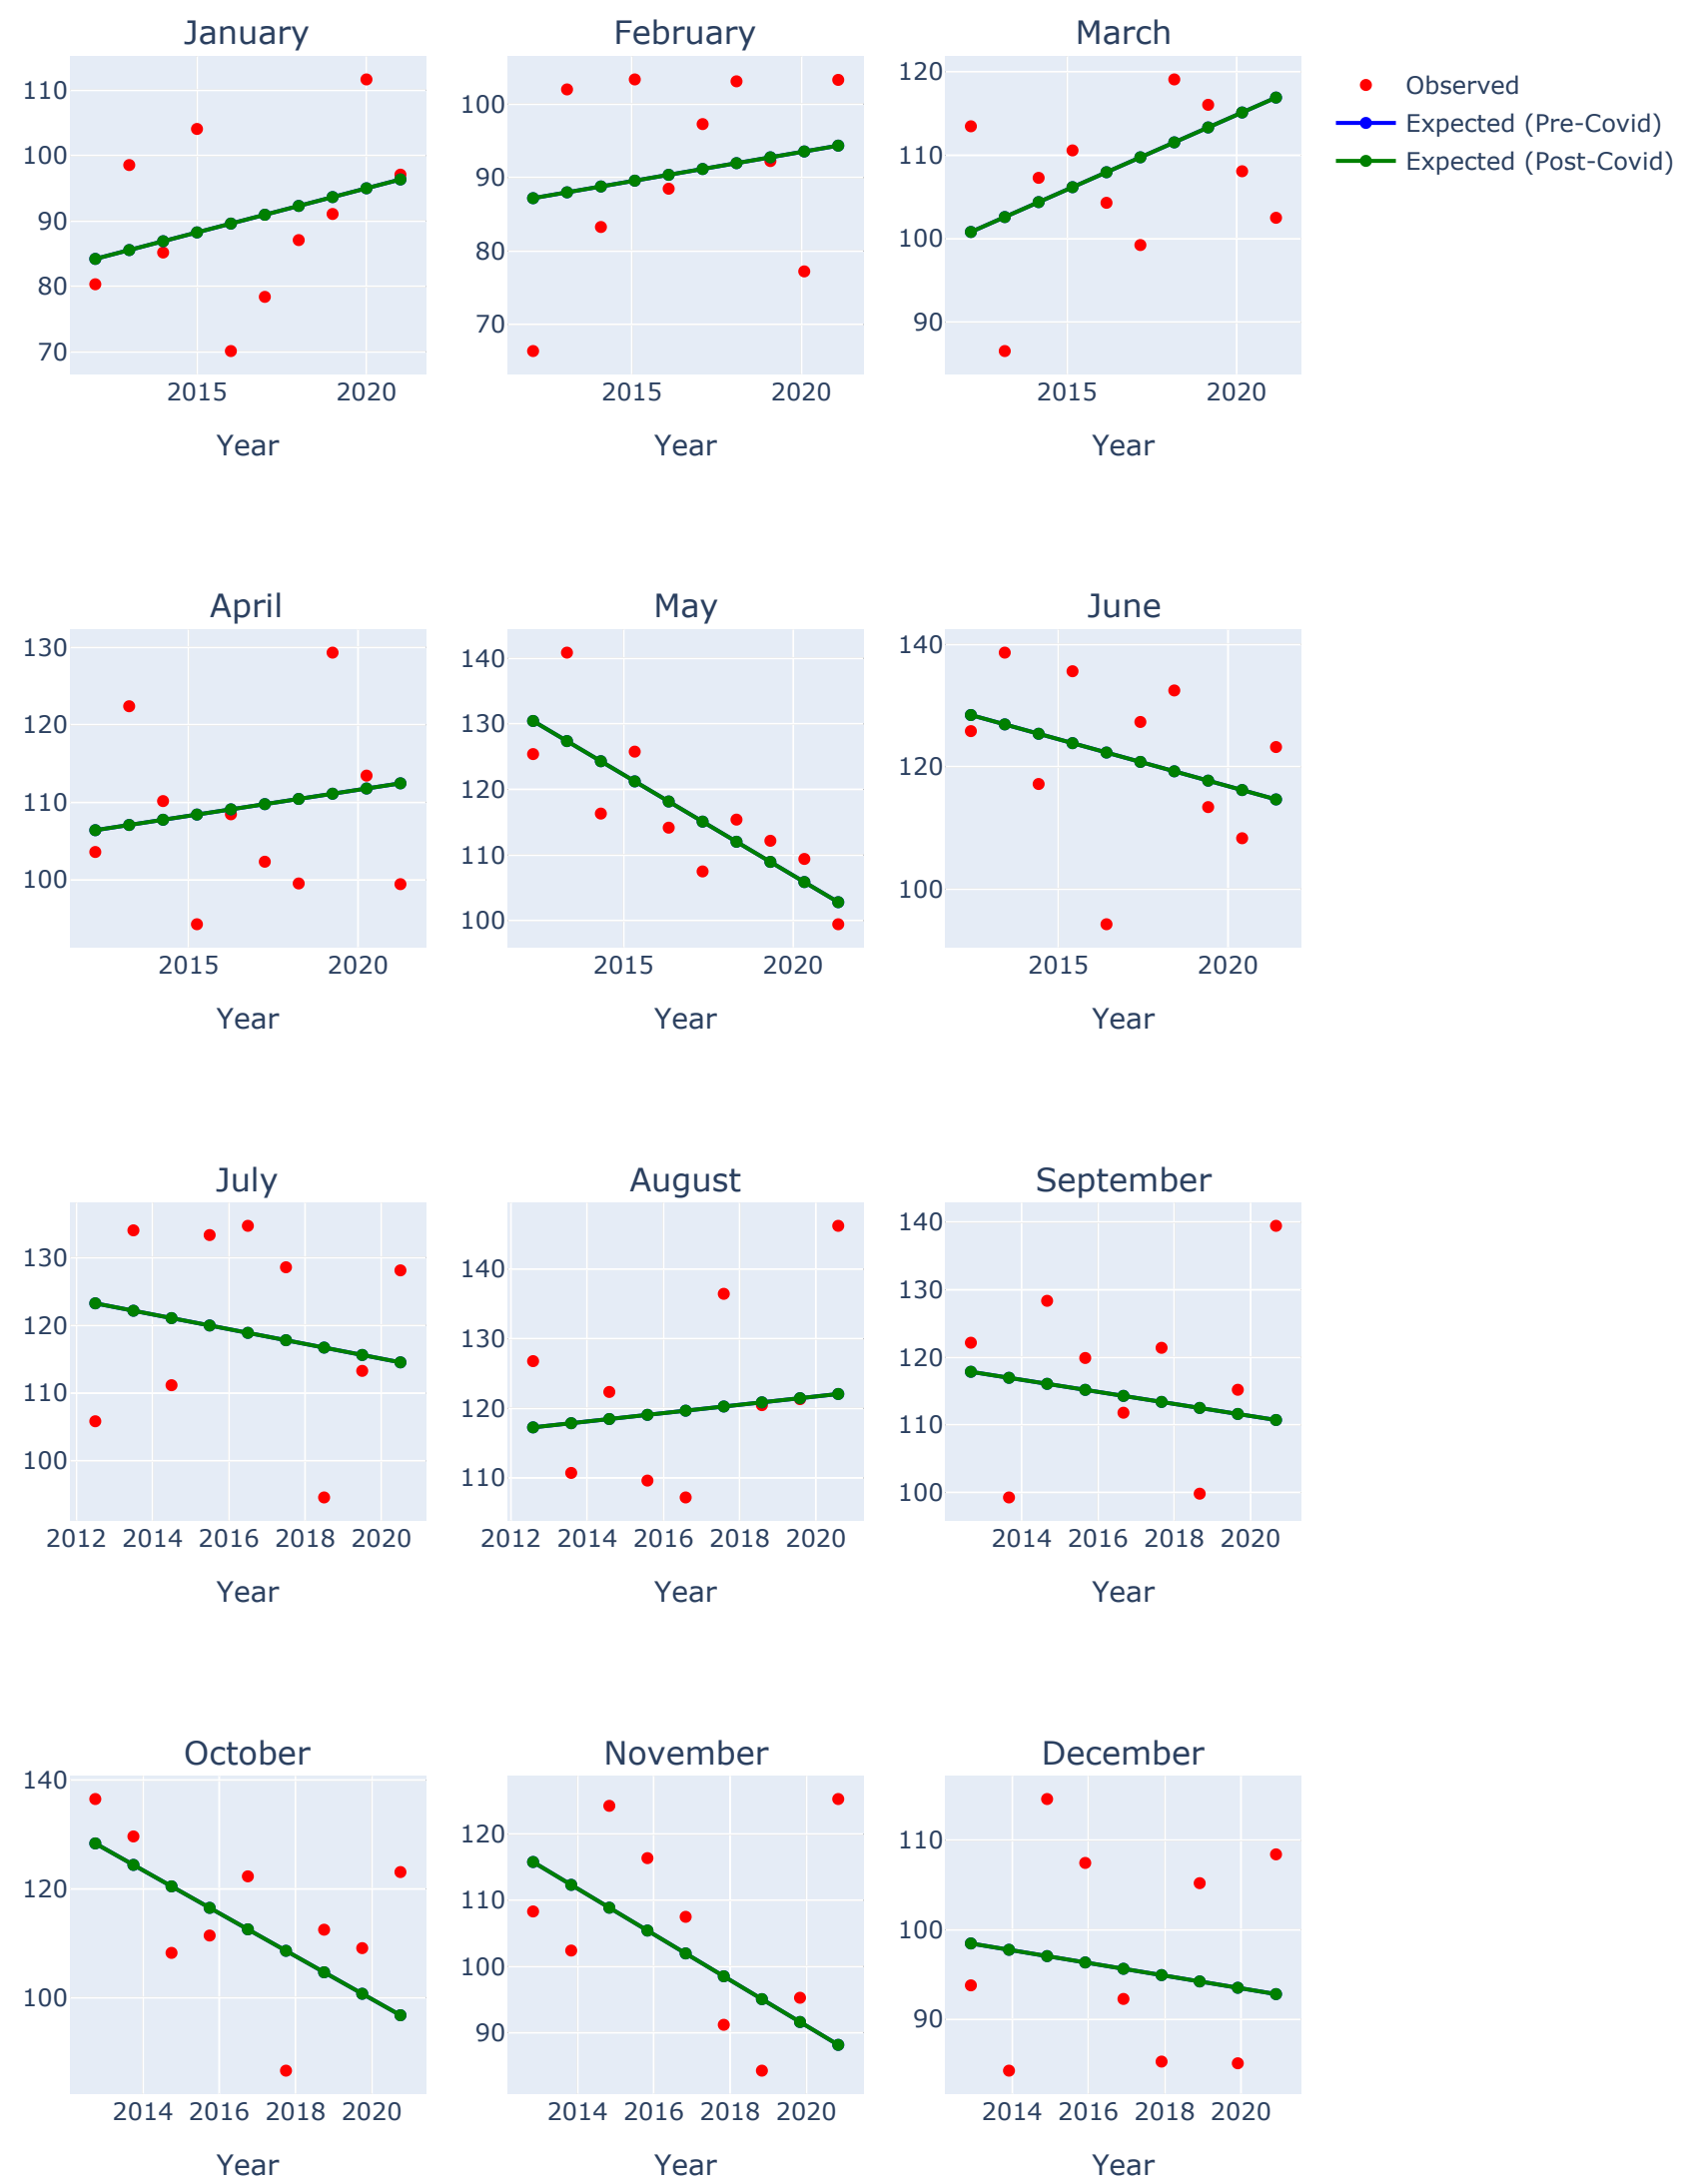 January
February
March
110
100
90
80
70
2015
2020
Year
100
90
80
70
2015
2020
Year
120
110
100
90
2015
2020
Year
Observed
Expected (Pre-Covid)
Expected (Post-Covid)
April
May
June
130
120
110
100
2015
2020
Year
140
130
120
110
100
2015
2020
Year
140
120
100
2015
2020
Year
July
August
September
130
120
110
100
2012 2014 2016 2018 2020
Year
140
130
120
110
2012 2014 2016 2018 2020
Year
140
130
120
110
100
2014 2016 2018 2020
Year
October
November
December
140
120
100
2014 2016 2018 2020
Year
120
110
100
90
2014 2016 2018 2020
Year
110
100
90
2014 2016 2018 2020
Year